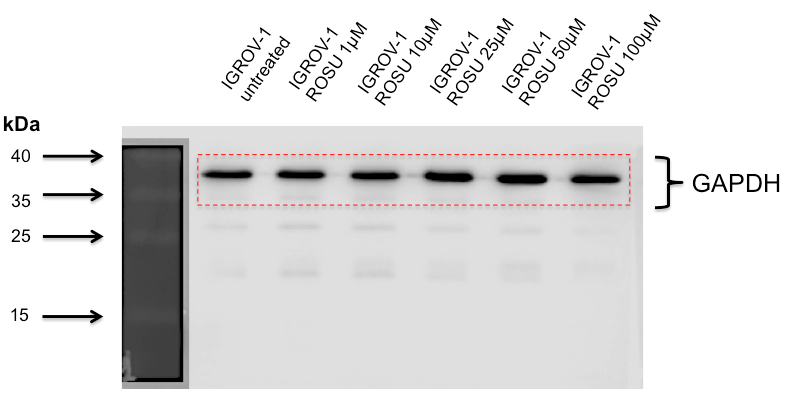 IGROV-1
untreated
IGROV-1
ROSU 1µM
IGROV-1
ROSU 10µM
IGROV-1
ROSU 25µM
IGROV-1
ROSU 50µM
IGROV-1
ROSU 100µM
kDa
40
35
25
15
GAPDH